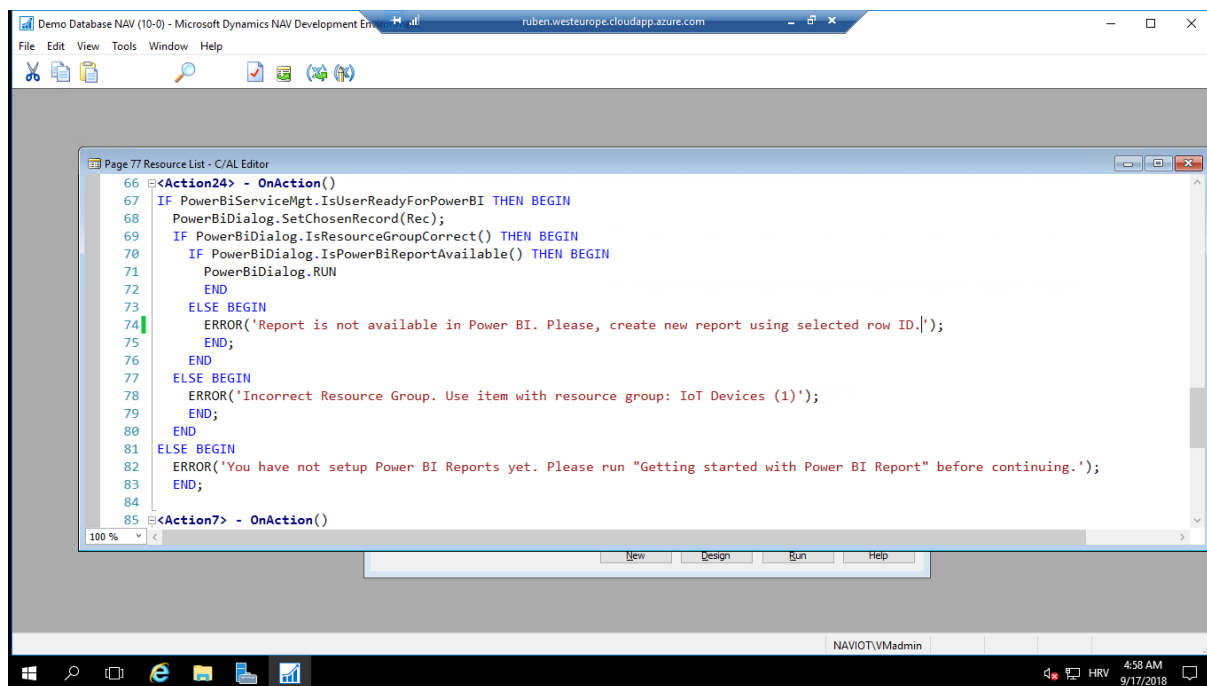 Demo Database NAV (10-0) - Microsoft Dynamics NAV Development En
ruben.westeurope.cloudapp.azure.com
File Edit View Tools Window Help
Page 77 Resource List - C/AL Editor
66 <Action24> - OnAction()
67 IF PowerBiServiceMgt.IsUserReadyForPowerBI THEN BEGIN
68 PowerBiDialog.SetChosenRecord(Rec);
69 IF PowerBiDialog.IsResourceGroupCorrect() THEN BEGIN
70 IF PowerBiDialog.IsPowerBiReportAvailable() THEN BEGIN
71 PowerBiDialog.RUN
72 END
73 ELSE BEGIN
74 ERROR('Report is not available in Power BI. Please, create new report using selected row ID.');
75 END;
76 END
77 ELSE BEGIN
78 ERROR('Incorrect Resource Group. Use item with resource group: IoT Devices (1)');
79 END;
80 END
81 ELSE BEGIN
82 ERROR('You have not setup Power BI Reports yet. Please run "Getting started with Power BI Report" before continuing.');
83 END;
84
85 <Action7> - OnAction()
100 %
New Design Run Help
NAVIOT\VMadmin
HRV
4:58 AM
9/17/2018